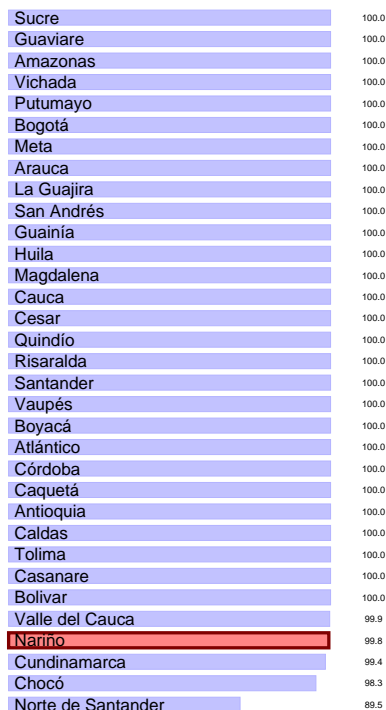 Sucre 100.0
Guaviare 100.0
Amazonas 100.0
Vichada 100.0
Putumayo 100.0
Bogotá 100.0
Meta 100.0
Arauca 100.0
La Guajira 100.0
San Andrés 100.0
Guainía 100.0
Huila 100.0
Magdalena 100.0
Cauca 100.0
Cesar 100.0
Quindío 100.0
Risaralda 100.0
Santander 100.0
Vaupés 100.0
Boyacá 100.0
Atlántico 100.0
Córdoba 100.0
Caquetá 100.0
Antioquia 100.0
Caldas 100.0
Tolima 100.0
Casanare 100.0
Bolivar 100.0
Valle del Cauca 99.9
Nariño 99.8
Cundinamarca 99.4
Chocó 98.3
Norte de Santander 89.5